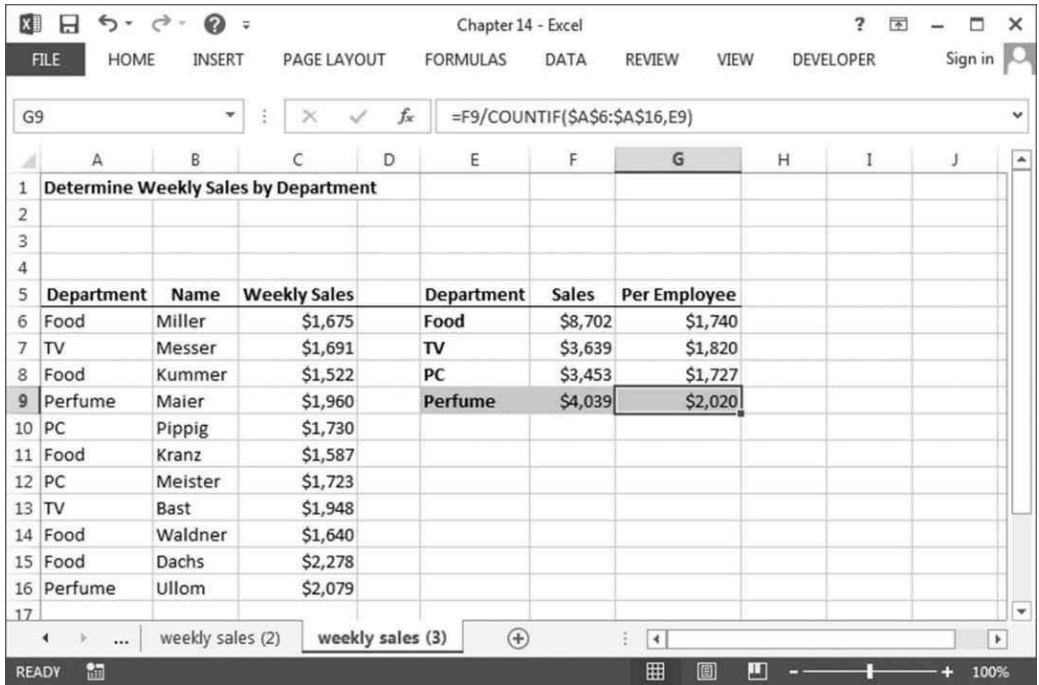 Chapter 14 - Excel
FILE HOME INSERT PAGE LAYOUT FORMULAS DATA REVIEW VIEW DEVELOPER Sign in
G9 fx =F9/COUNTIF($A$6:$A$16,E9)
A B C D E F G H I J
1 Determine Weekly Sales by Department
2
3
4
5 Department Name Weekly Sales Department Sales Per Employee
6 Food Miller $1,675 Food $8,702 $1,740
7 TV Messer $1,691 TV $3,639 $1,820
8 Food Kummer $1,522 PC $3,453 $1,727
9 Perfume Maier $1,960 Perfume $4,039 $2,020
10 PC Pippig $1,730
11 Food Kranz $1,587
12 PC Meister $1,723
13 TV Bast $1,948
14 Food Waldner $1,640
15 Food Dachs $2,278
16 Perfume Ullom $2,079
17
... weekly sales (2) weekly sales (3)
READY 100%